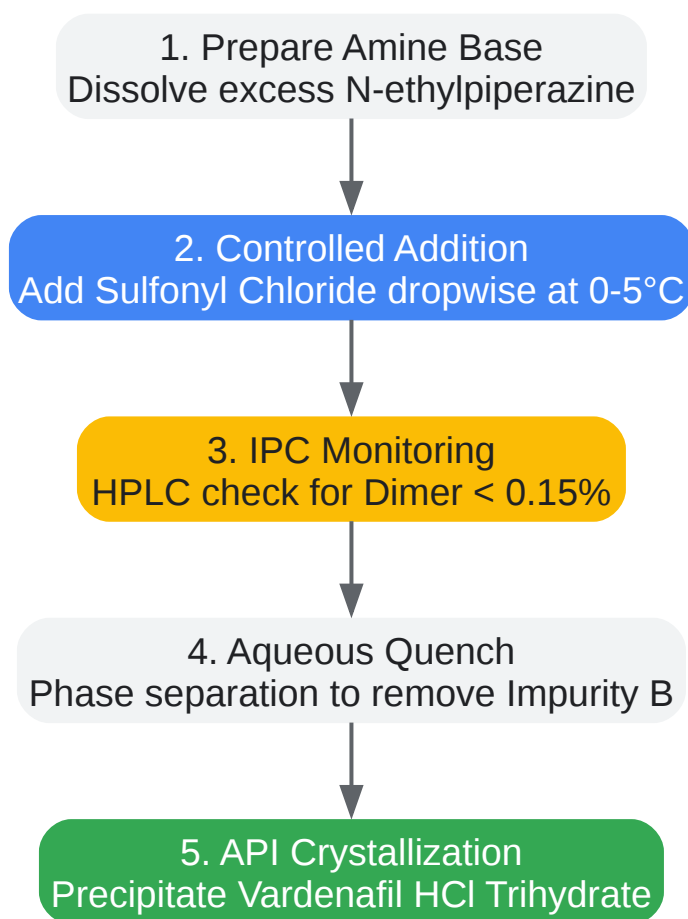 1. Prepare Amine Base
Dissolve excess N-ethylpiperazine
2. Controlled Addition
Add Sulfonyl Chloride dropwise at 0-5°C
3. IPC Monitoring
HPLC check for Dimer < 0.15%
4. Aqueous Quench
Phase separation to remove Impurity B
5. API Crystallization
Precipitate Vardenafil HCl Trihydrate